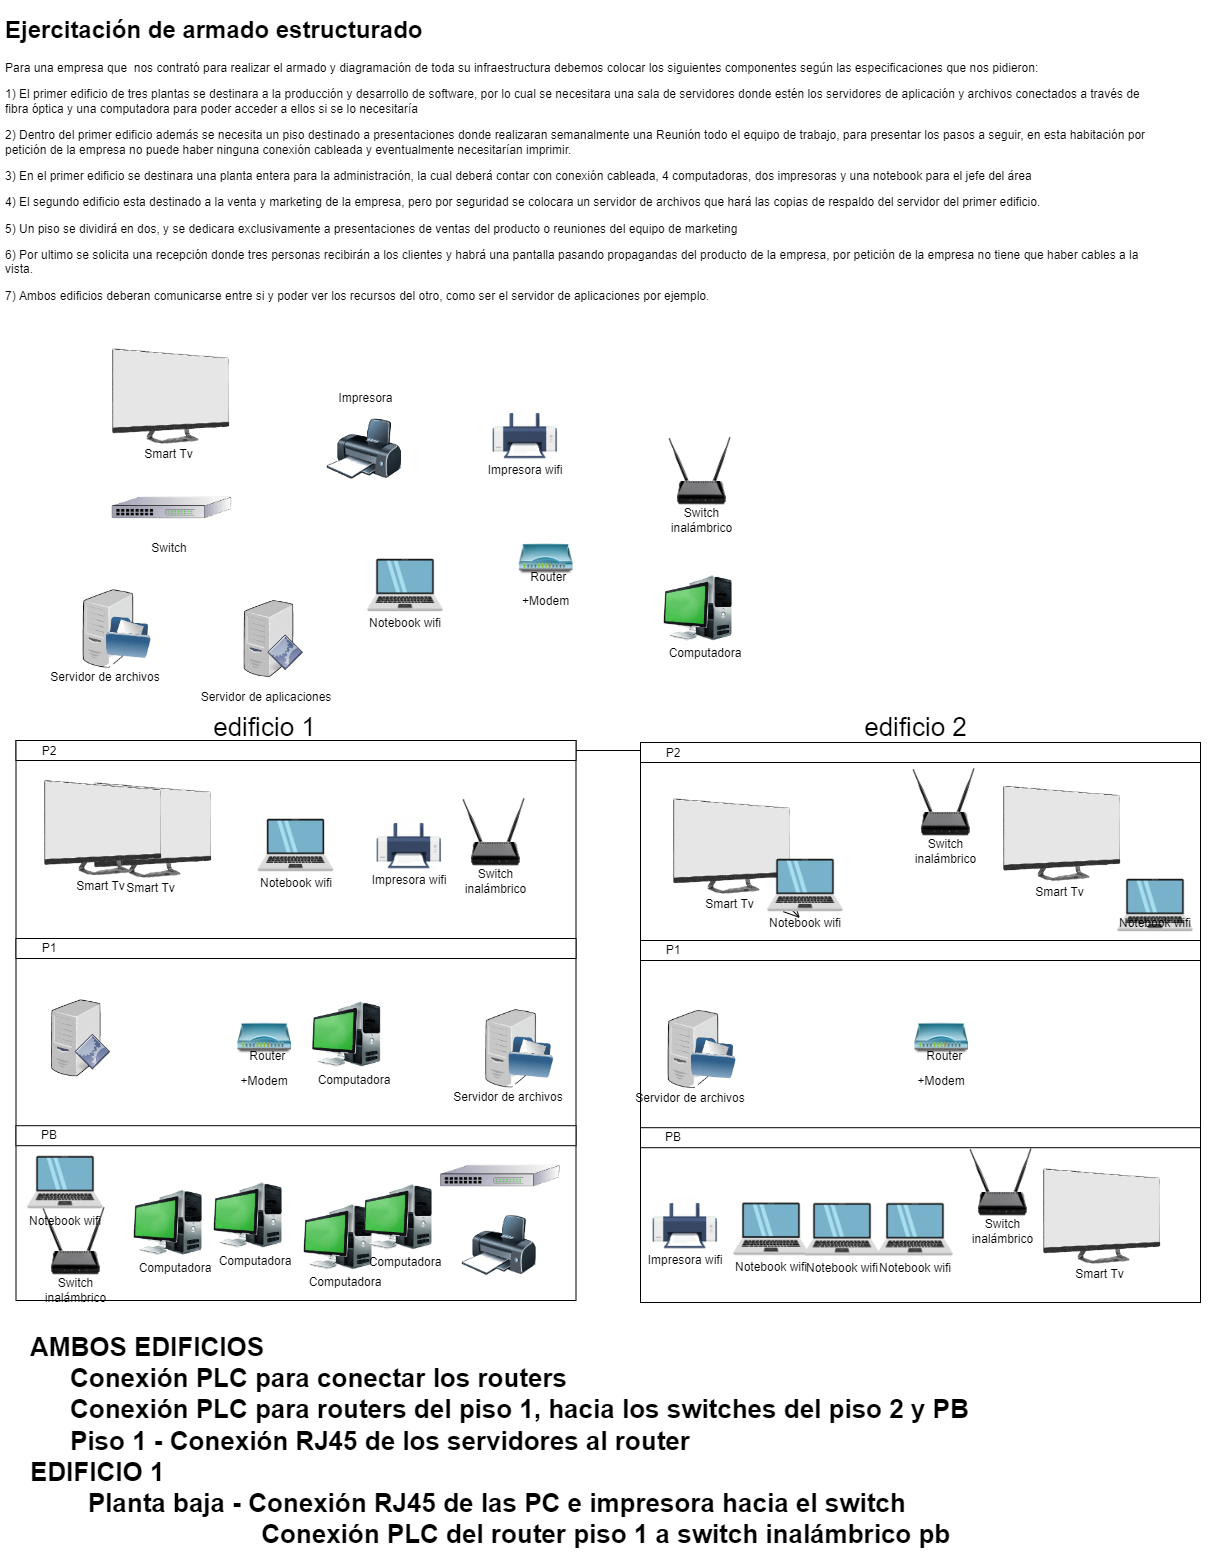 Ejercitación de armado estructurado
Para una empresa que  nos contrató para realizar el armado y diagramación de toda su infraestructura debemos colocar los siguientes componentes según las especificaciones que nos pidieron:
1) El primer edificio de tres plantas se destinara a la producción y desarrollo de software, por lo cual se necesitara una sala de servidores donde estén los servidores de aplicación y archivos conectados a través de
fibra óptica y una computadora para poder acceder a ellos si se lo necesitaría
2) Dentro del primer edificio además se necesita un piso destinado a presentaciones donde realizaran semanalmente una Reunión todo el equipo de trabajo, para presentar los pasos a seguir, en esta habitación por
petición de la empresa no puede haber ninguna conexión cableada y eventualmente necesitarían imprimir.
3) En el primer edificio se destinara una planta entera para la administración, la cual deberá contar con conexión cableada, 4 computadoras, dos impresoras y una notebook para el jefe del área
4) El segundo edificio esta destinado a la venta y marketing de la empresa, pero por seguridad se colocara un servidor de archivos que hará las copias de respaldo del servidor del primer edificio.
5) Un piso se dividirá en dos, y se dedicara exclusivamente a presentaciones de ventas del producto o reuniones del equipo de marketing
6) Por ultimo se solicita una recepción donde tres personas recibirán a los clientes y habrá una pantalla pasando propagandas del producto de la empresa, por petición de la empresa no tiene que haber cables a la
vista.
7) Ambos edificios deberan comunicarse entre si y poder ver los recursos del otro, como ser el servidor de aplicaciones por ejemplo.
Impresora
Smart Tv
Impresora wifi
Switch
inalámbrico
Switch
Router
+Modem
Notebook wifi
Computadora
Servidor de archivos
Servidor de aplicaciones
edificio 1
P2
Smart Tv
Smart Tv
Notebook wifi
Impresora wifi
Switch
inalámbrico
P1
Router
+Modem
Computadora
Servidor de archivos
PB
Notebook wifi
Switch
inalámbrico
Computadora
Computadora
Computadora
Computadora
edificio 2
P2
Smart Tv
Notebook wifi
Switch
inalámbrico
Smart Tv
Notebook wifi
P1
Servidor de archivos
Router
+Modem
PB
Impresora wifi
Notebook wifi
Notebook wifi
Notebook wifi
Switch
inalámbrico
Smart Tv
AMBOS EDIFICIOS
Conexión PLC para conectar los routers
Conexión PLC para routers del piso 1, hacia los switches del piso 2 y PB
Piso 1 - Conexión RJ45 de los servidores al router
EDIFICIO 1
Planta baja - Conexión RJ45 de las PC e impresora hacia el switch
Conexión PLC del router piso 1 a switch inalámbrico pb